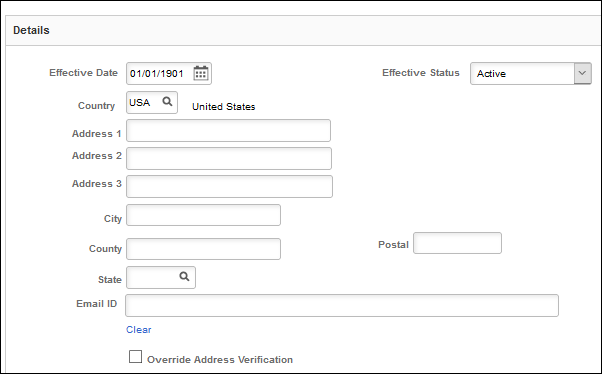 Details
Effective Date 01/01/1901 Effective Status Active
Country USA United States
Address 1
Address 2
Address 3
City
County Postal
State
Email ID
Clear
Override Address Verification